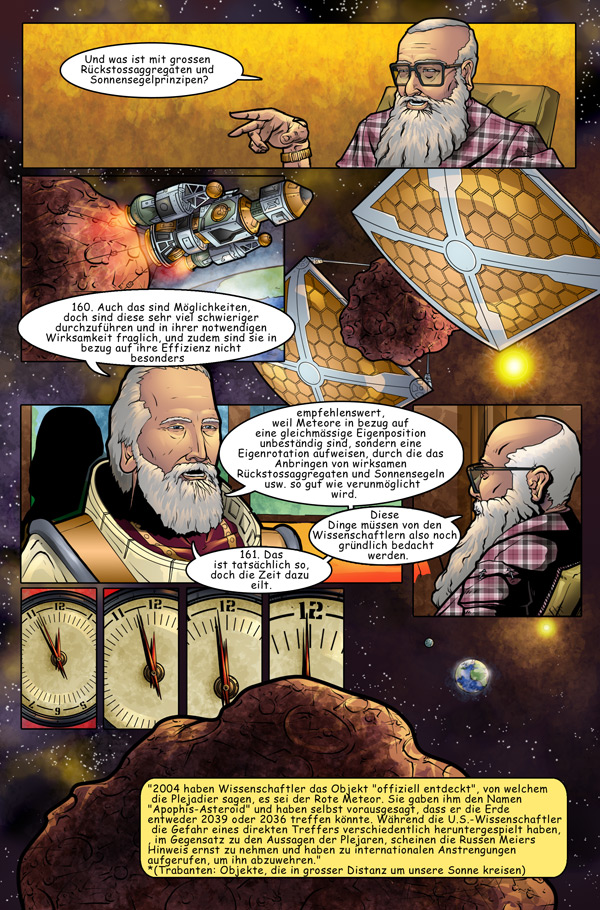 Und was ist mit grossen
Rückstossaggregaten und
Sonnensegelprinzipen?
160. Auch das sind Möglichkeiten,
doch sind diese sehr viel schwieriger
durchzuführen und in ihrer notwendigen
Wirksamkeit fraglich, und zudem sind sie in
bezug auf ihre Effizienz nicht
besonders
empfehlenswert,
weil Meteore in bezug auf
eine gleichmässige Eigenposition
unbeständig sind, sondern eine
Eigenrotation aufweisen, durch die das
Anbringen von wirksamen
Rückstossaggregaten und Sonnensegeln
usw. so guf wie verunmöglicht
wird.
Diese
Dinge müssen von den
Wissenschaftlern also noch
gründlich bedacht
werden.
161. Das
ist tatsächlich so,
doch die Zeit dazu
eilt.
12
9
6
12
12
12
"2004 haben Wissenschaftler das Objekt "offiziell entdeckt", von welchem
die Plejadier sagen, es sei der Rote Meteor. Sie gaben ihm den Namen
"Apophis-Asteroid" und haben selbst vorausgesagt, dass er die Erde
entweder 2039 oder 2036 treffen könnte. Während die U.S.-Wissenschaftler
die Gefahr eines direkten Treffers verschiedentlich heruntergespielt haben,
im Gegensatz zu den Aussagen der Plejaren, scheinen die Russen Meiers
Hinweis ernst zu nehmen und haben zu internationalen Anstrengungen
aufgerufen, um ihn abzuwehren."
*(Trabanten: Objekte, die in grosser Distanz um unsere Sonne kreisen)